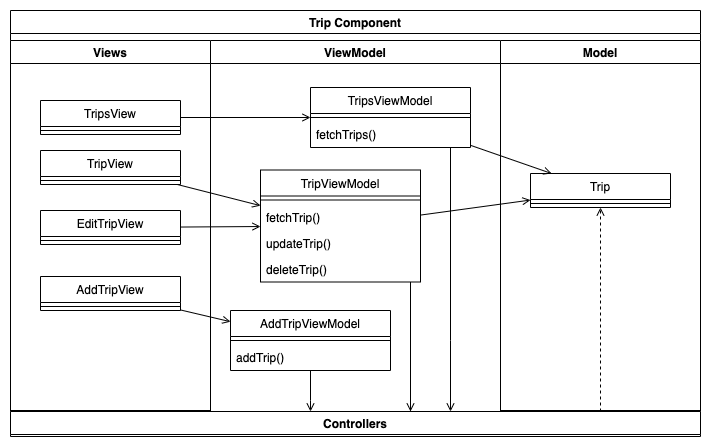 Trip Component
Views
ViewModel
Model
TripsView
TripView
EditTripView
AddTripView
TripsViewModel
fetchTrips()
TripViewModel
fetchTrip()
updateTrip()
deleteTrip()
AddTripViewModel
addTrip()
Trip
Controllers